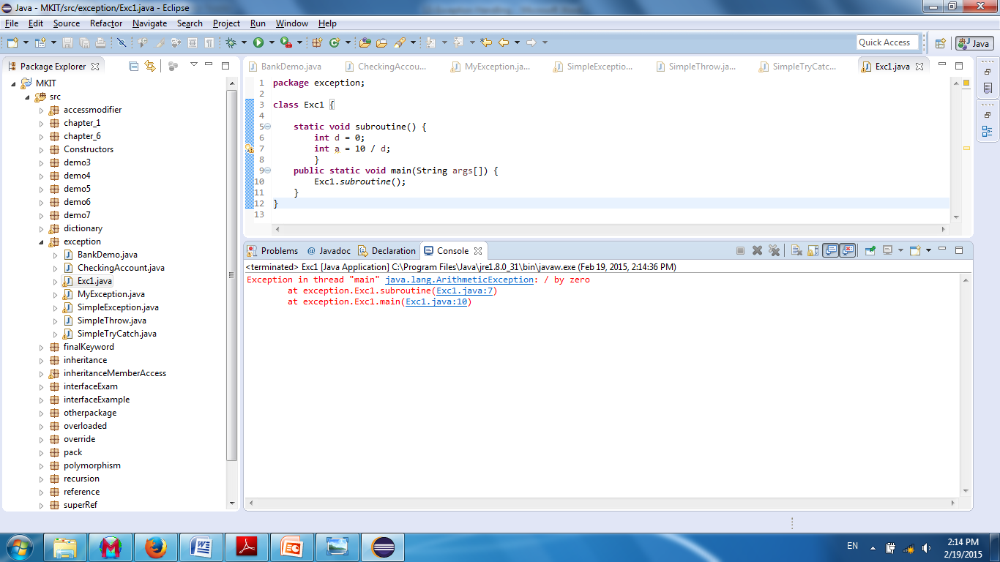 Java - MKIT/src/exception/Exc1.java - Eclipse
File Edit Source Refactor Navigate Search Project Run Window Help
Quick Access Java
Package Explorer
MKIT
src
accessmodifier
chapter_1
chapter_6
Constructors
demo3
demo4
demo5
demo6
demo7
dictionary
exception
BankDemo.java
CheckingAccount.java
Exc1.java
MyException.java
SimpleException.java
SimpleThrow.java
SimpleTryCatch.java
finalKeyword
inheritance
inheritanceMemberAccess
interfaceExam
interfaceExample
otherpackage
overloaded
override
pack
polymorphism
recursion
reference
superRef
BankDemo.java CheckingAccou... MyException.ja... SimpleExceptio... SimpleThrow.ja... SimpleTryCatc... Exc1.java
1 package exception;
2
3 class Exc1 {
4
5 static void subroutine() {
6 int d = 0;
7 int a = 10 / d;
8 }
9 public static void main(String args[]) {
10 Exc1.subroutine();
11 }
12 }
13
Problems @ Javadoc Declaration Console
<terminated> Exc1 [Java Application] C:\Program Files\Java\jre1.8.0_31\bin\javaw.exe (Feb 19, 2015, 2:14:36 PM)
Exception in thread "main" java.lang.ArithmeticException: / by zero
at exception.Exc1.subroutine(Exc1.java:7)
at exception.Exc1.main(Exc1.java:10)
EN
2:14 PM
2/19/2015